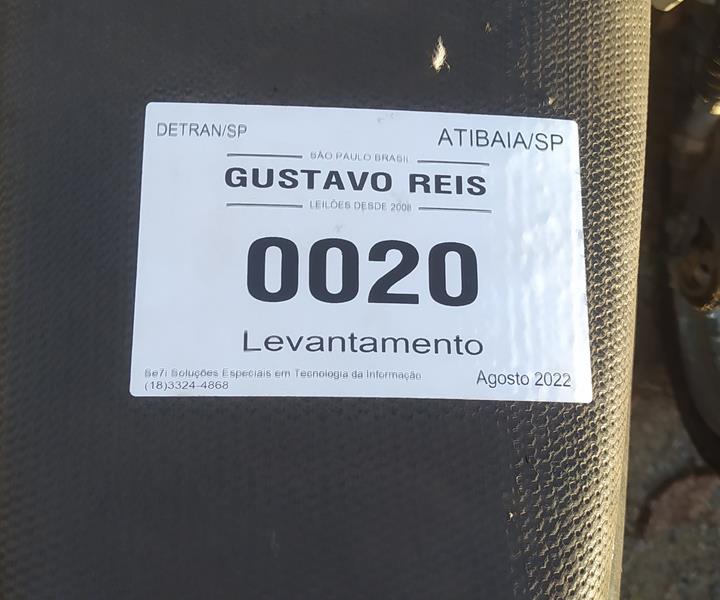 DETRAN/SP
ATIBAIA/SP
SÃO PAULO BRASIL
GUSTAVO REIS
LEILÕES DESDE 2008
0020
Levantamento
Se7i Soluções Especiais em Tecnologia da Informação
(18)3324-4868
Agosto 2022